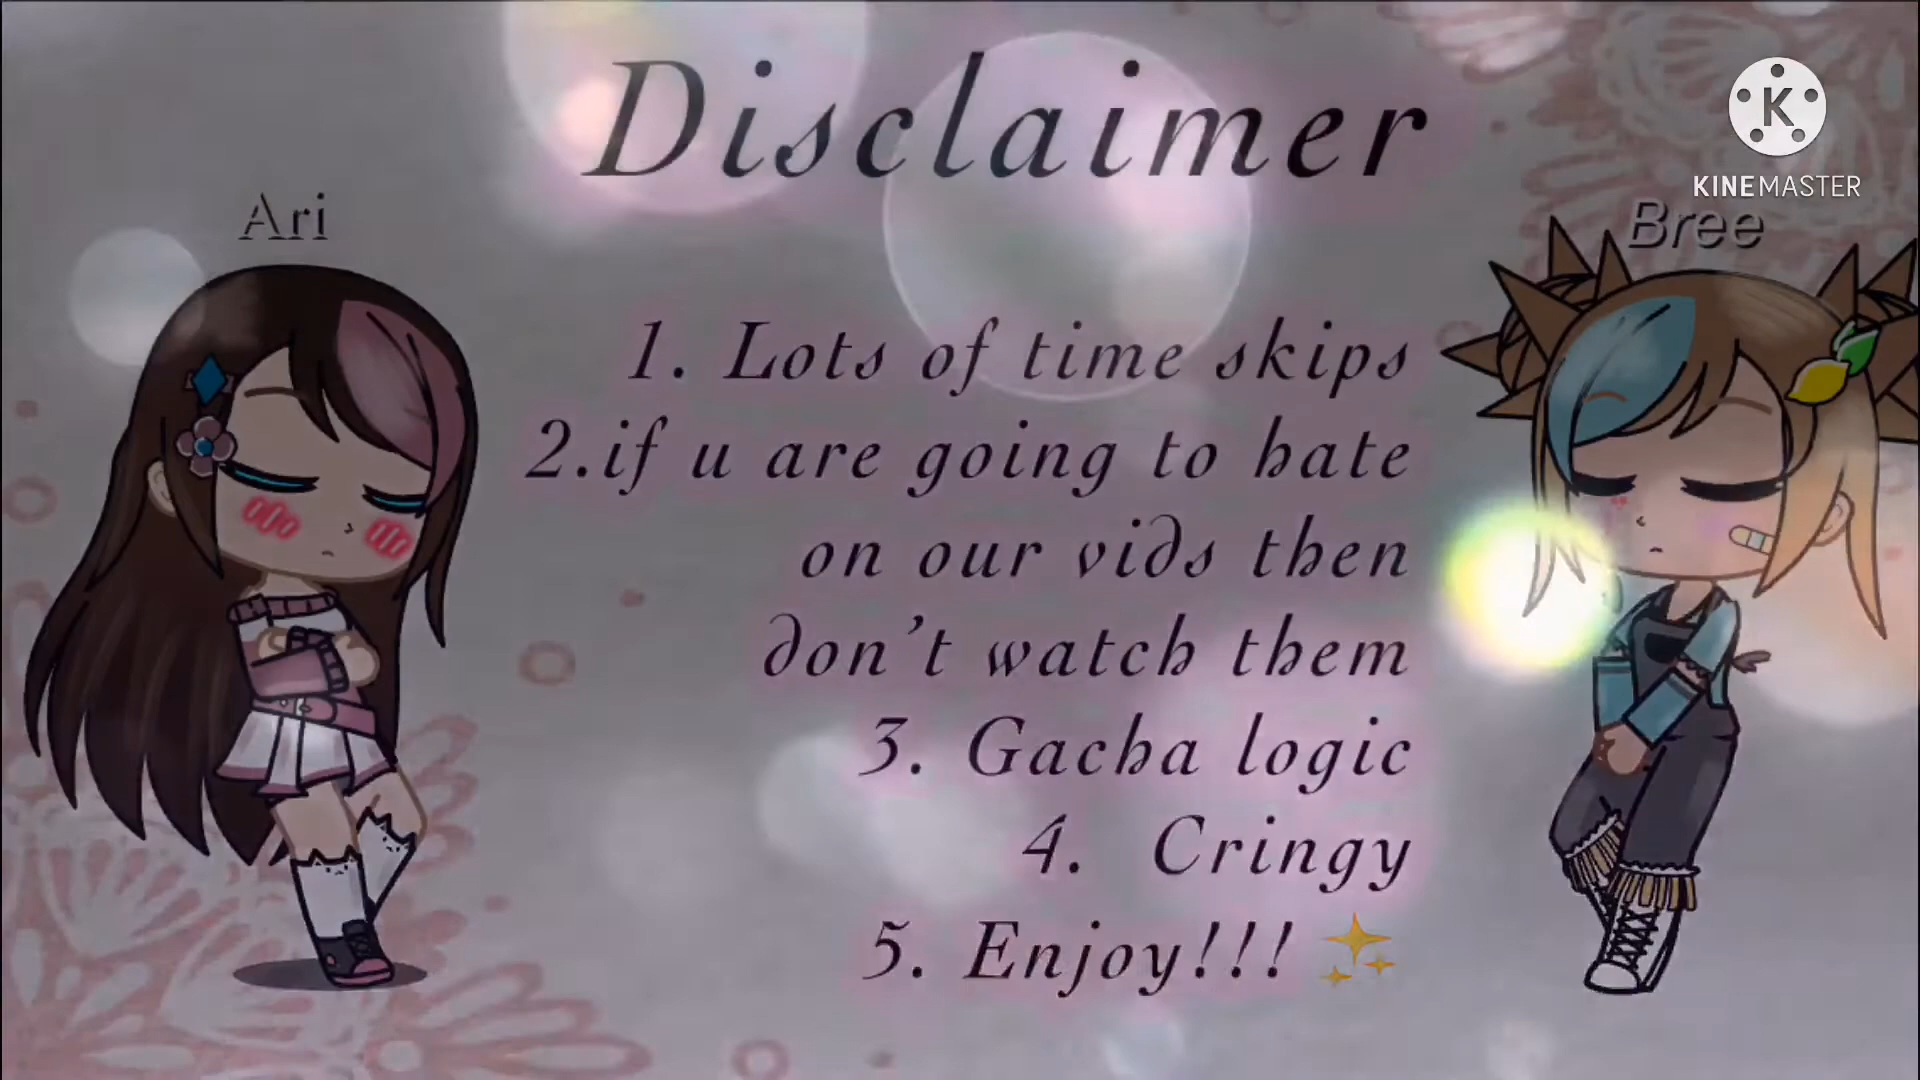 Disclaimer
K
KINEMASTER
Ari
Bree
1. Lots of time skips
2.if u are going to hate
on our vids then
don't watch them
3. Gacha logic
4. Cringy
5. Enjoy!!! ✨